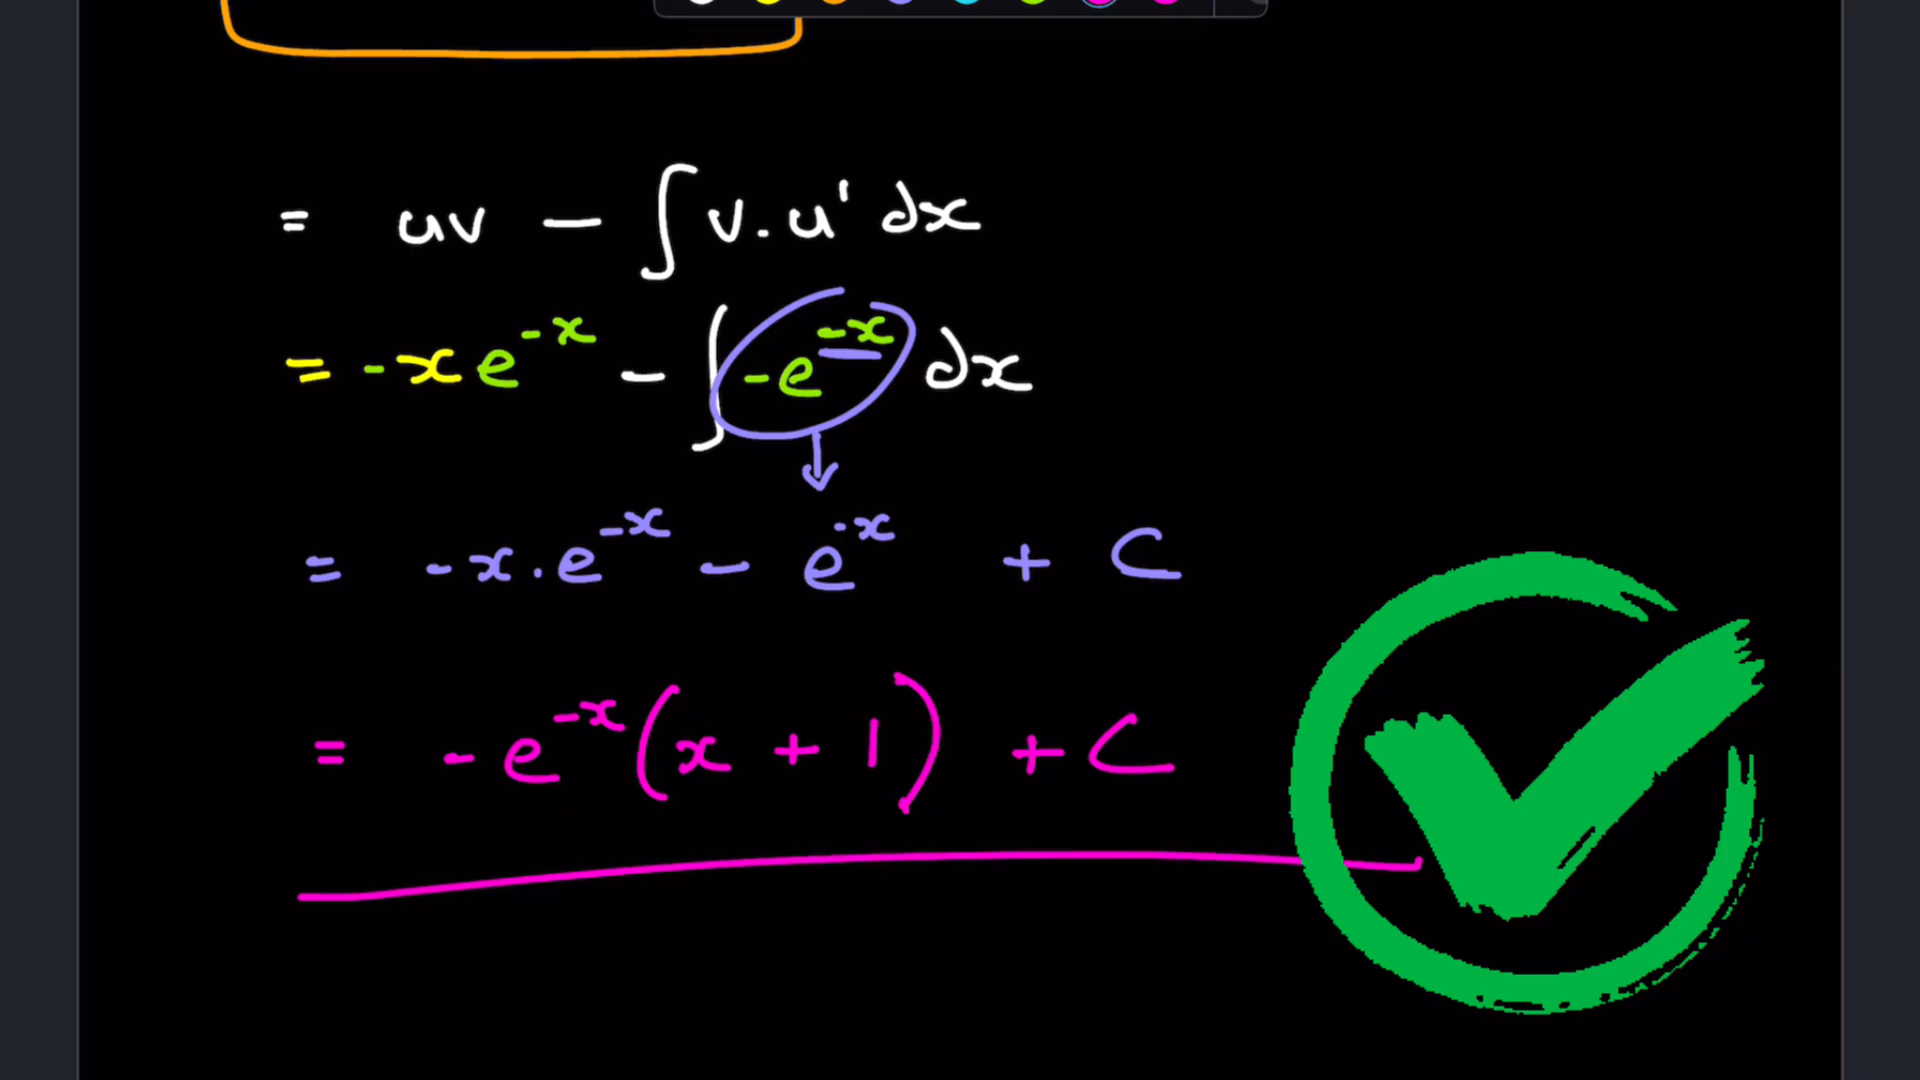 = uv - ∫ v.u' dx
= -xe^-x - ∫ -e^-x dx
= -x.e^-x - e^-x + C
= -e^-x (x + 1) + C